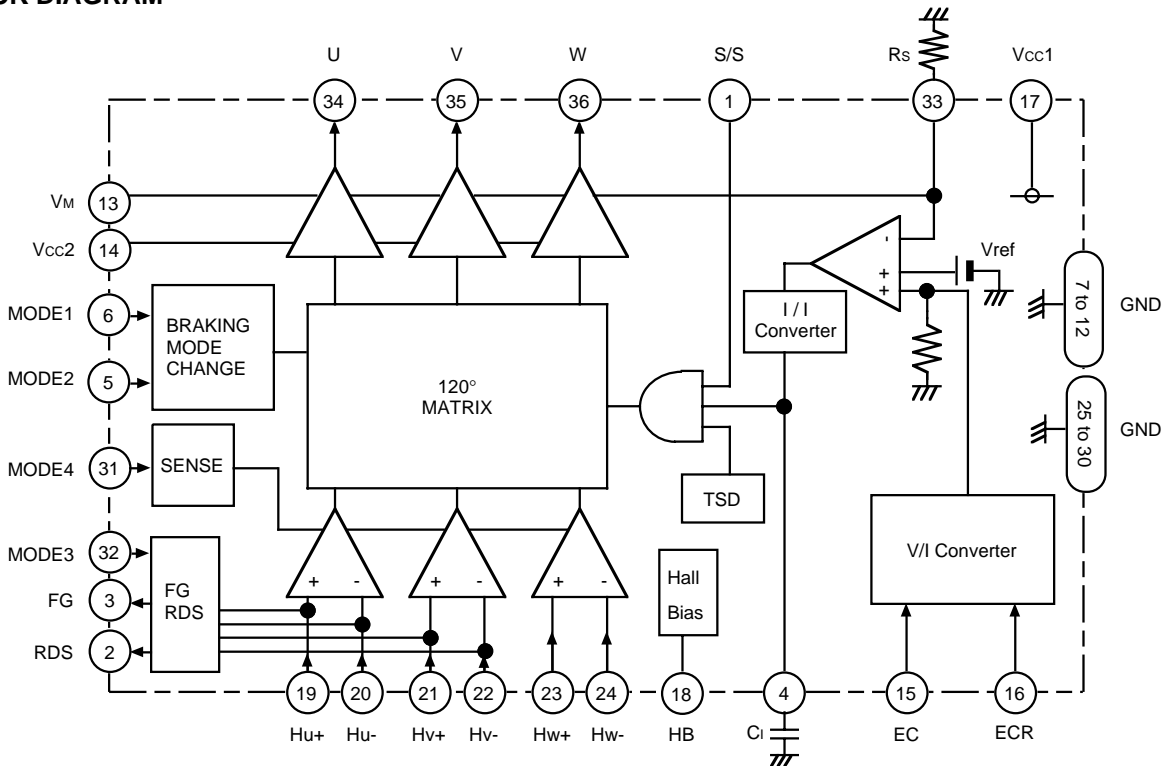 CK DIAGRAM
U V W S/S Rs Vcc1
34 35 36 1 33 17
VM 13
Vcc2 14
MODE1 6
MODE2 5
BRAKING
MODE
CHANGE
120°
MATRIX
I / I
Converter
-
+
+
Vref
7 to 12 GND
25 to 30 GND
MODE4 31 SENSE
TSD
MODE3 32
FG 3
RDS 2
FG
RDS
+ - + - + -
Hall
Bias
V/I Converter
19 20 21 22 23 24 18 4 15 16
Hu+ Hu- Hv+ Hv- Hw+ Hw- HB CI EC ECR